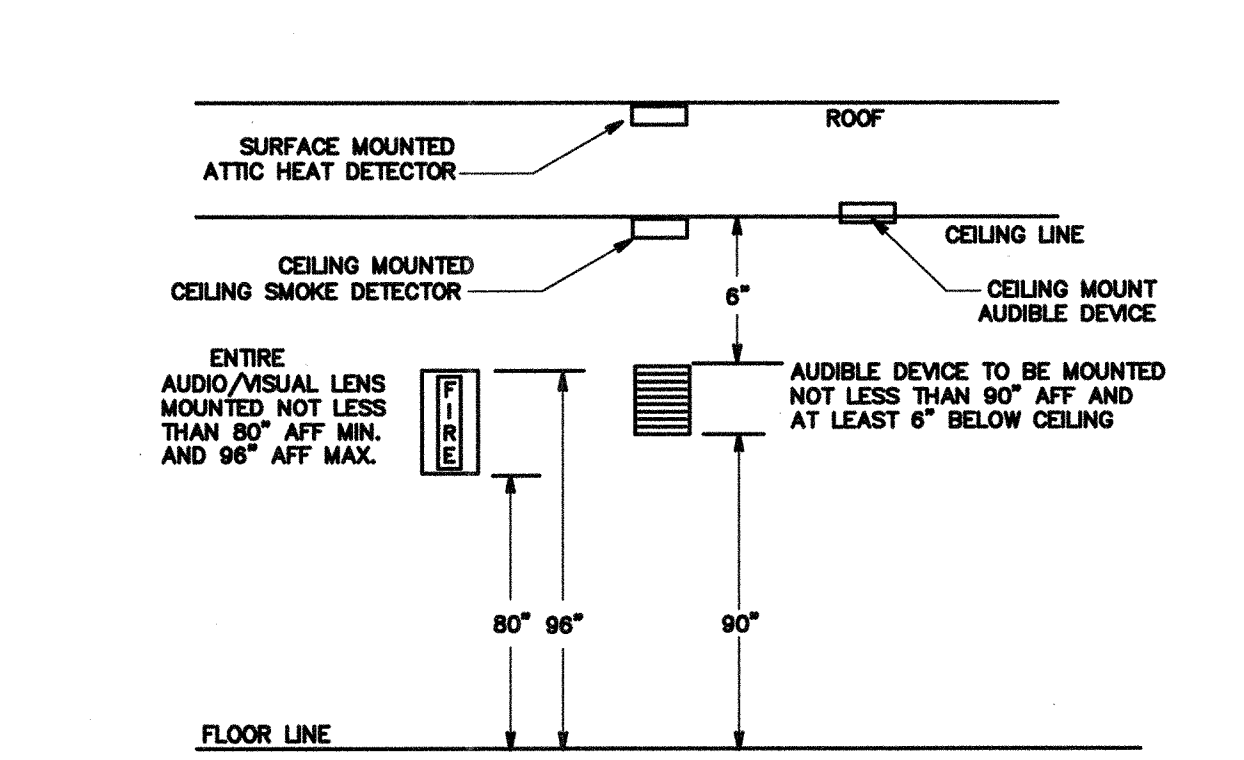 ROOF
SURFACE MOUNTED
ATTIC HEAT DETECTOR
CEILING LINE
CEILING MOUNTED
CEILING SMOKE DETECTOR
6"
CEILING MOUNT
AUDIBLE DEVICE
ENTIRE
AUDIO/VISUAL LENS
MOUNTED NOT LESS
THAN 80" AFF MIN.
AND 96" AFF MAX.
FIRE
AUDIBLE DEVICE TO BE MOUNTED
NOT LESS THAN 90" AFF AND
AT LEAST 6" BELOW CEILING
80"
96"
90"
FLOOR LINE